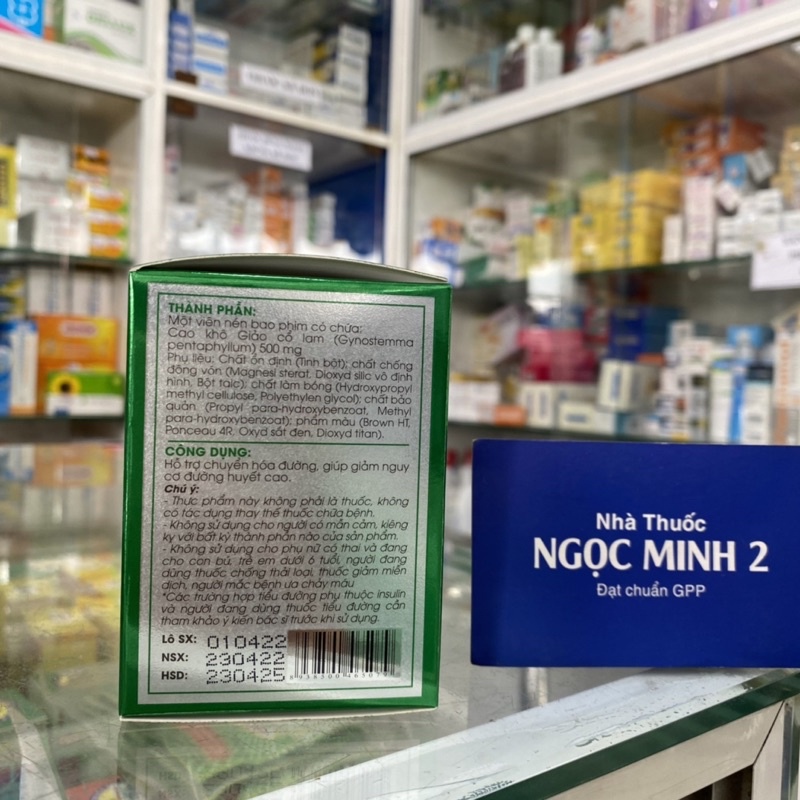 THÀNH PHẦN:
Một viên nén bao phim có chứa:
Cao khô Giảo cổ lam (Gynostemma
pentaphyllum) 500 mg
Phụ liệu: Chất ổn định (Tinh bột); chất chống
đông vón (Magnesi sterat, Dioxyd silic vô định
hình, Bột talc); chất làm bóng (Hydroxypropyl
methyl cellulose, Polyethylen glycol); chất bảo
quản (Propyl para-hydroxybenzoat, Methyl
para-hydroxybenzoat); phẩm màu (Brown HT,
Ponceau 4R, Oxyd sắt đen, Dioxyd titan).
CÔNG DỤNG:
Hỗ trợ chuyển hóa đường, giúp giảm nguy
cơ đường huyết cao.
Chú ý:
- Thực phẩm này không phải là thuốc, không
có tác dụng thay thế thuốc chữa bệnh.
- Không sử dụng cho người có mẫn cảm, kiêng
kỵ với bất kỳ thành phần nào của sản phẩm.
- Không sử dụng cho phụ nữ có thai và đang
cho con bú, trẻ em dưới 6 tuổi, người đang
dùng thuốc chống thải loại, thuốc giảm miễn
dịch, người mắc bệnh ưa chảy máu
*Các trường hợp tiểu đường phụ thuộc insulin
và người đang dùng thuốc tiểu đường cần
tham khảo ý kiến bác sĩ trước khi sử dụng.
Lô SX: 010422
NSX: 230422
HSD: 230425
Nhà Thuốc
NGỌC MINH 2
Đạt chuẩn GPP